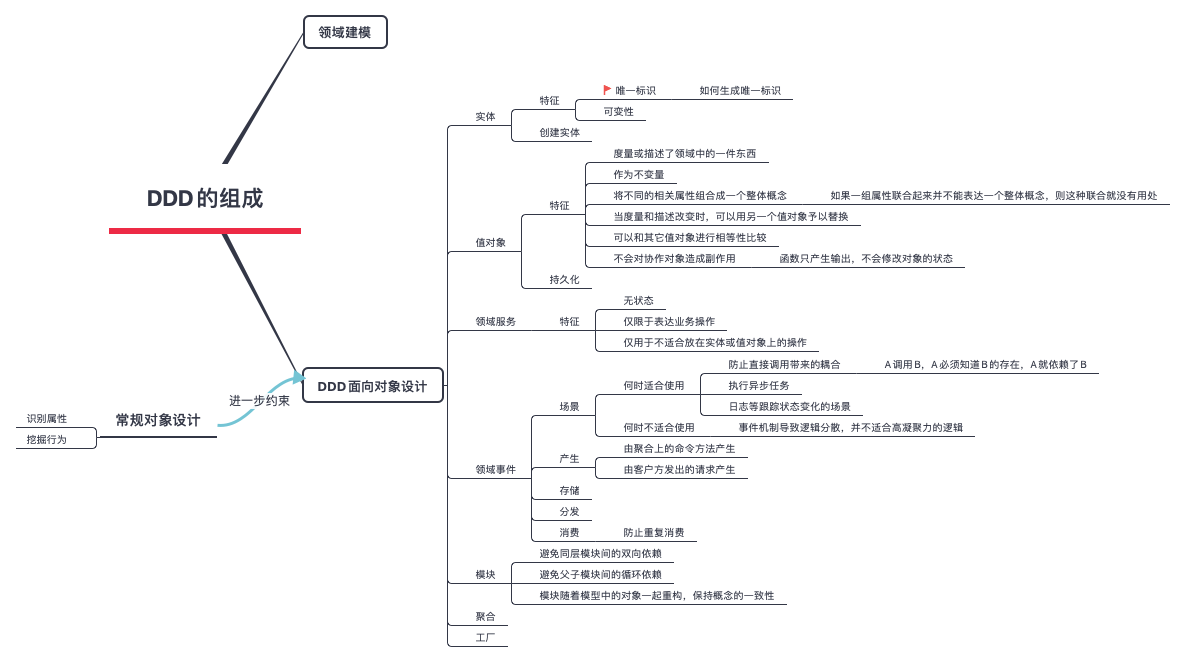 领域建模
DDD的组成
DDD面向对象设计
进一步约束
常规对象设计
识别属性
挖掘行为
实体
特征
唯一标识
如何生成唯一标识
可变性
创建实体
值对象
特征
度量或描述了领域中的一件东西
作为不变量
将不同的相关属性组合成一个整体概念
如果一组属性联合起来并不能表达一个整体概念，则这种联合就没有用处
当度量和描述改变时，可以用另一个值对象予以替换
可以和其它值对象进行相等性比较
不会对协作对象造成副作用
函数只产生输出，不会修改对象的状态
持久化
领域服务
特征
无状态
仅限于表达业务操作
仅用于不适合放在实体或值对象上的操作
领域事件
场景
何时适合使用
防止直接调用带来的耦合
A调用B，A必须知道B的存在，A就依赖了B
执行异步任务
日志等跟踪状态变化的场景
何时不适合使用
事件机制导致逻辑分散，并不适合高凝聚力的逻辑
产生
由聚合上的命令方法产生
由客户方发出的请求产生
存储
分发
消费
防止重复消费
模块
避免同层模块间的双向依赖
避免父子模块间的循环依赖
模块随着模型中的对象一起重构，保持概念的一致性
聚合
工厂